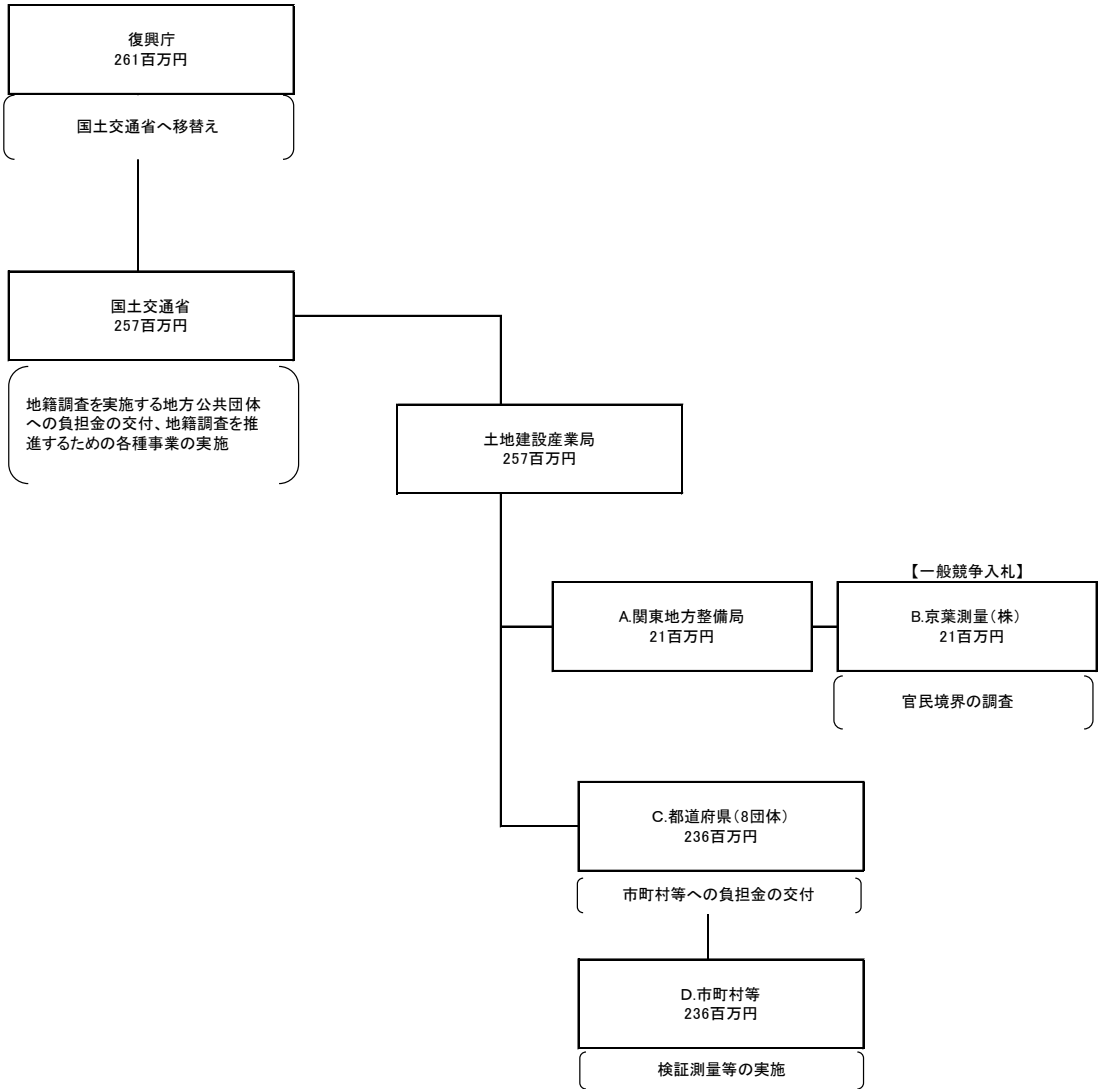 復興庁
261百万円
国土交通省へ移替え
国土交通省
257百万円
地籍調査を実施する地方公共団体
への負担金の交付、地籍調査を推
進するための各種事業の実施
土地建設産業局
257百万円
A.関東地方整備局
21百万円
【一般競争入札】
B.京葉測量(株)
21百万円
官民境界の調査
C.都道府県(8団体)
236百万円
市町村等への負担金の交付
D.市町村等
236百万円
検証測量等の実施